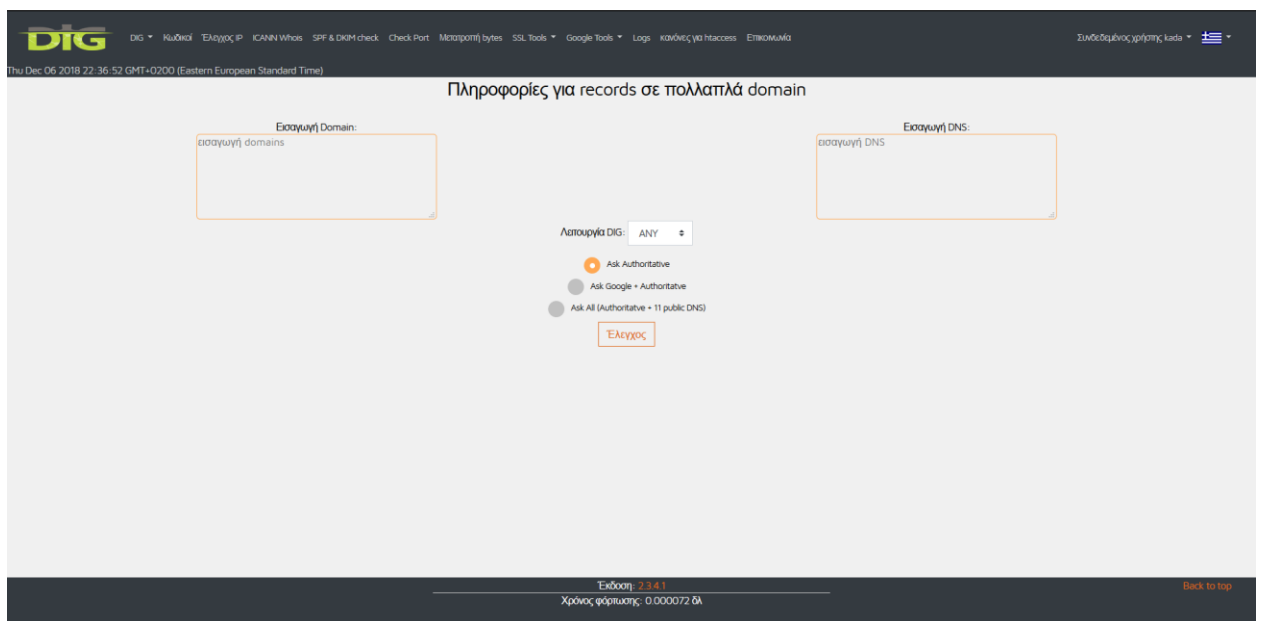 DIG DIG Κωδικοί Έλεγχος IP ICANN Whois SPF & DKIM check Check Port Μετατροπή bytes SSL Tools Google Tools Logs κανόνες για htaccess Επικοινωνία Συνδεδεμένος χρήστης kada
Thu Dec 06 2018 22:36:52 GMT+0200 (Eastern European Standard Time)
Πληροφορίες για records σε πολλαπλά domain
Εισαγωγή Domain: Εισαγωγή DNS:
εισαγωγή domains εισαγωγή DNS
Λειτουργία DIG: ANY
Ask Authoritative
Ask Google + Authoritatve
Ask All (Authoritatve + 11 public DNS)
Έλεγχος
Έκδοση: 2.3.4.1 Back to top
Χρόνος φόρτωσης: 0.000072 δλ